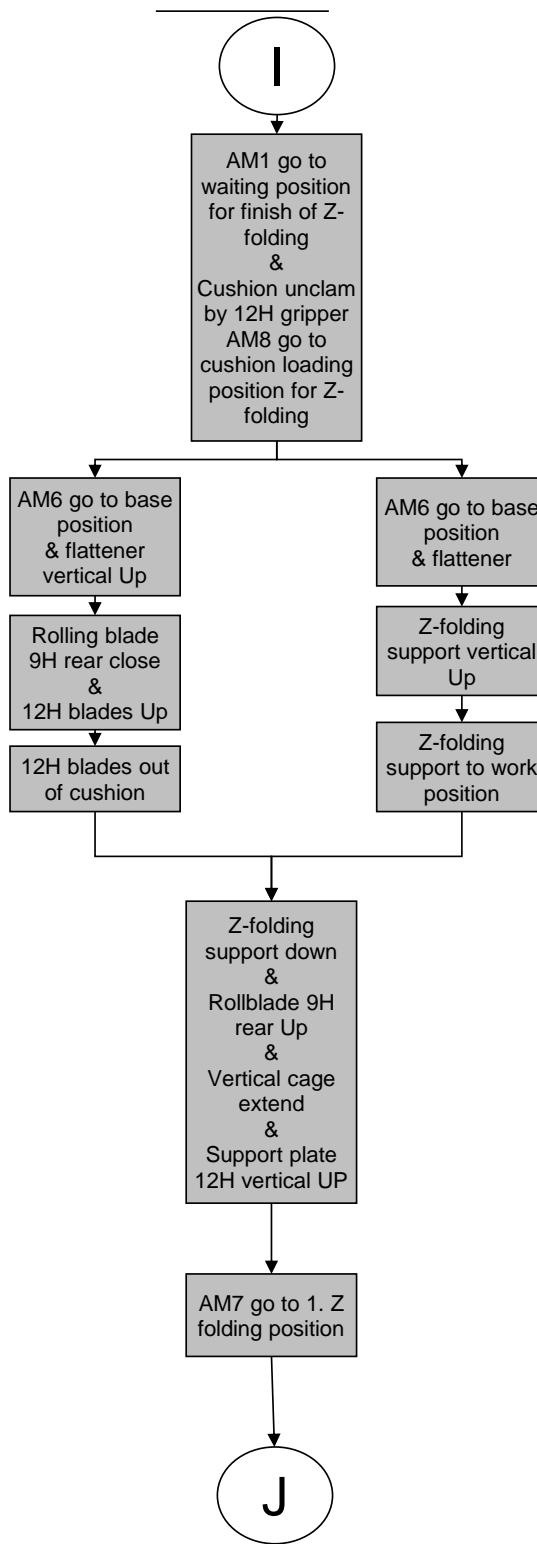 I
AM1 go to
waiting position
for finish of Z-
folding
&
Cushion unclam
by 12H gripper
AM8 go to
cushion loading
position for Z-
folding
AM6 go to base
position
& flattener
vertical Up
Rolling blade
9H rear close
&
12H blades Up
12H blades out
of cushion
AM6 go to base
position
& flattener
Z-folding
support vertical
Up
Z-folding
support to work
position
Z-folding
support down
&
Rollblade 9H
rear Up
&
Vertical cage
extend
&
Support plate
12H vertical UP
AM7 go to 1. Z
folding position
J